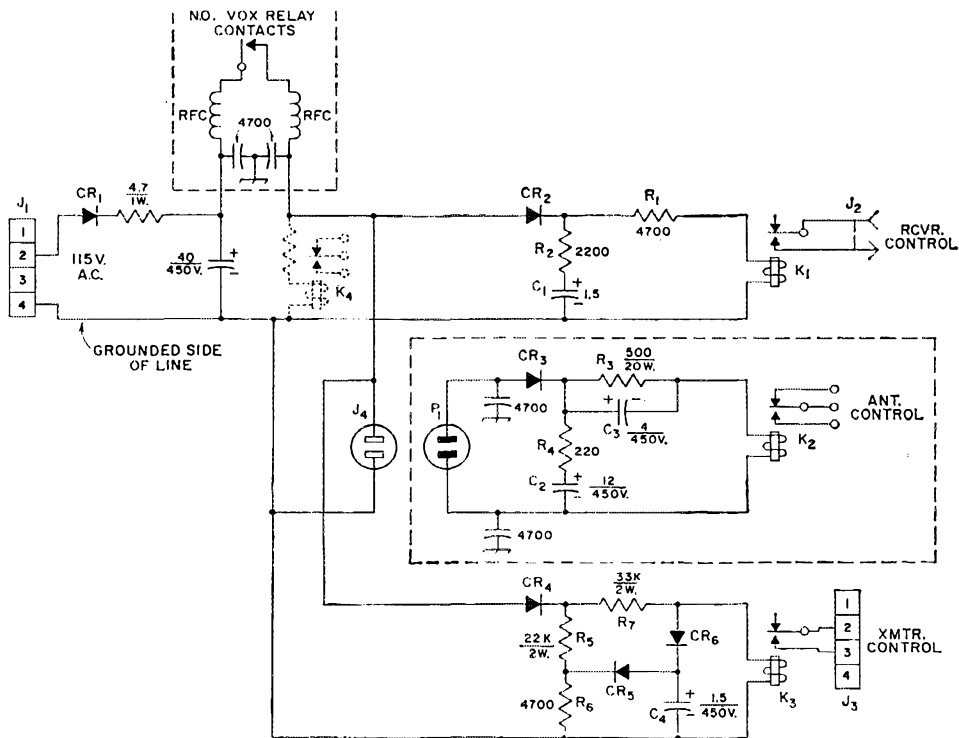 N.O. VOX RELAY
CONTACTS
RFC
RFC
4700
J1
1
2
3
4
CR1
4.7
1W.
115V.
A.C.
40
450V.
+
−
K4
GROUNDED SIDE
OF LINE
CR2
R1
4700
R2
2200
C1
+
−
1.5
K1
J2
RCVR.
CONTROL
J4
P1
4700
CR3
R3
500
20W.
+
−
C3
4
450V.
R4
220
C2
+
−
12
450V.
4700
K2
ANT.
CONTROL
CR4
33K
2W.
R7
22K
2W.
R5
CR6
CR5
4700
R6
C4
+
−
1.5
450V.
K3
1
2
3
4
J3
XMTR.
CONTROL